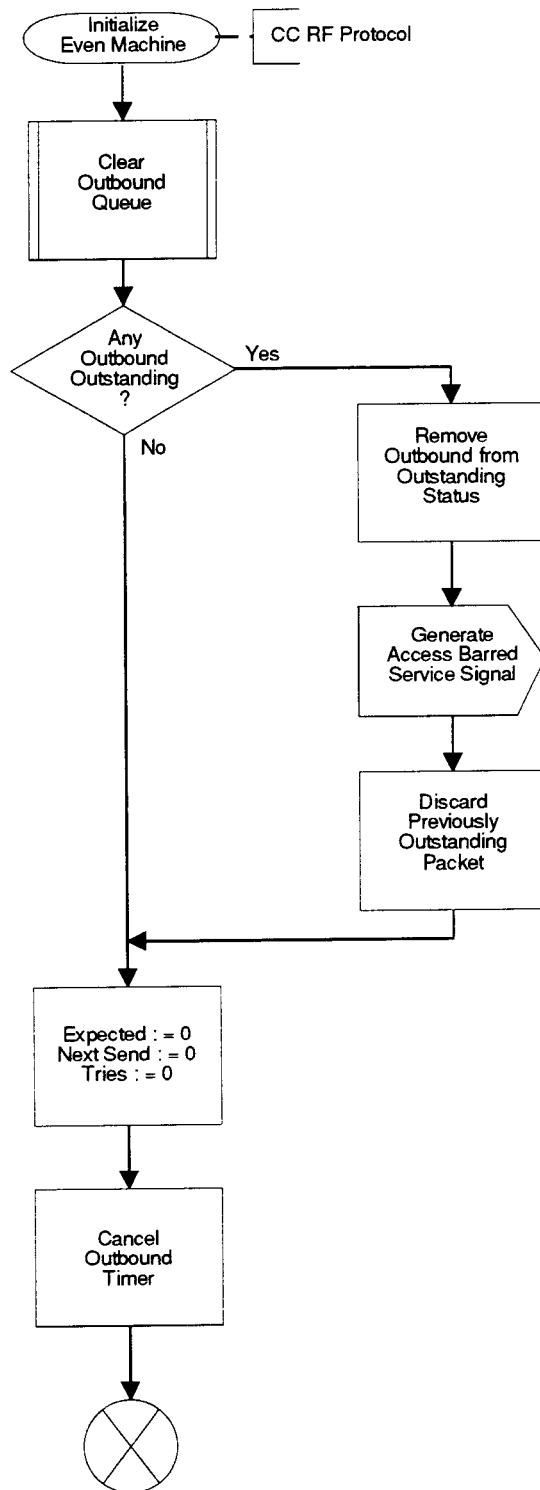 Initialize
Even Machine
CC RF Protocol
Clear
Outbound
Queue
Any
Outbound
Outstanding
?
Yes
No
Remove
Outbound from
Outstanding
Status
Generate
Access Barred
Service Signal
Discard
Previously
Outstanding
Packet
Expected : = 0
Next Send : = 0
Tries : = 0
Cancel
Outbound
Timer